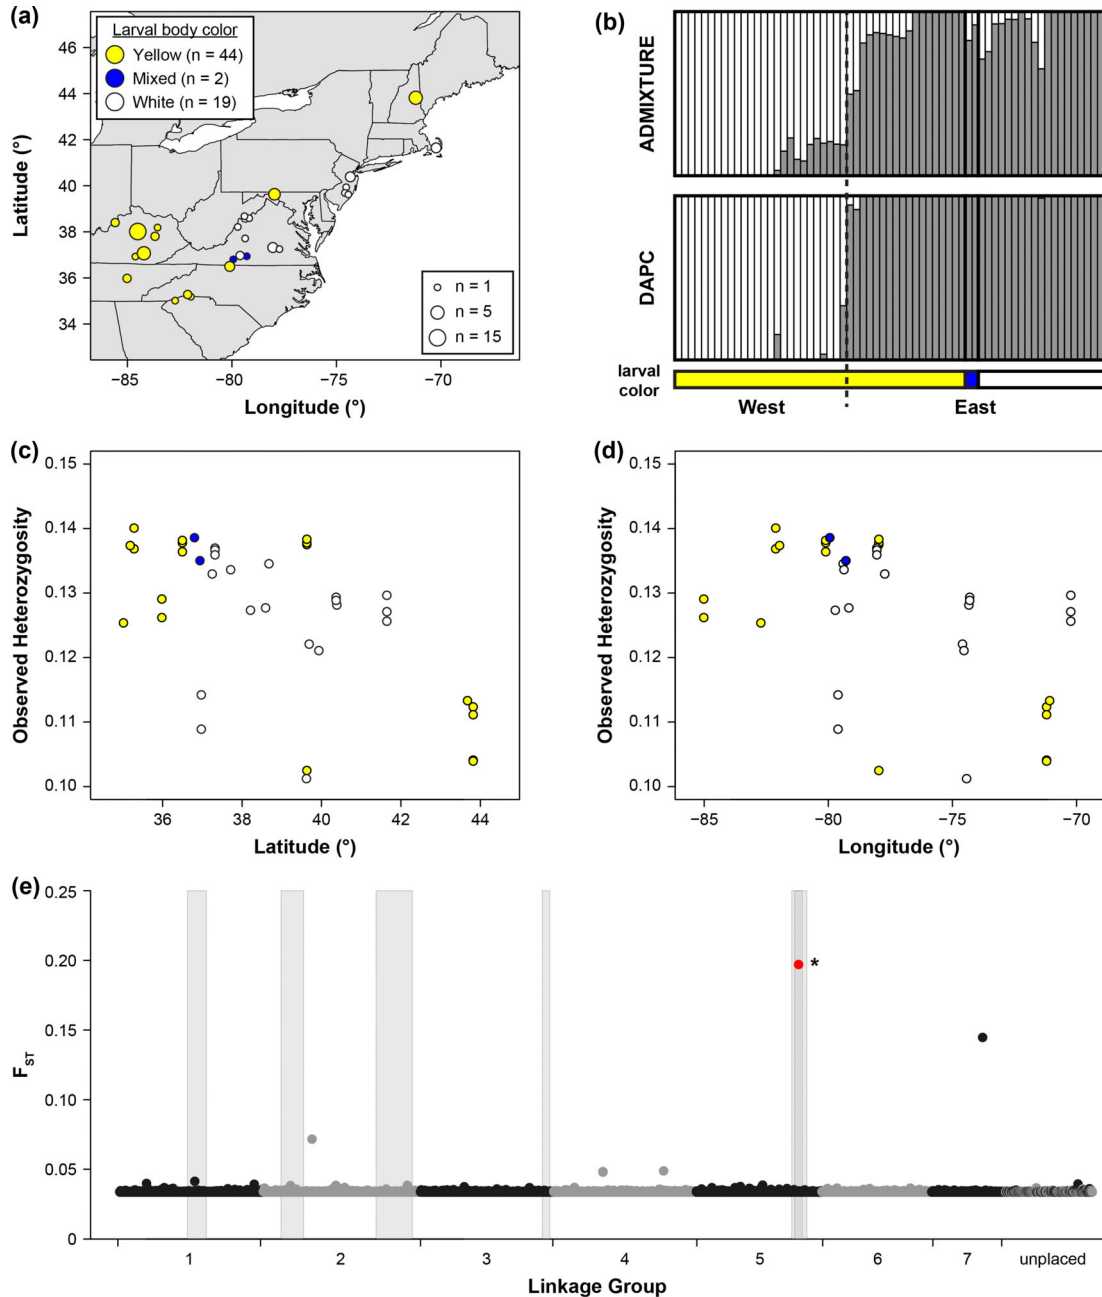 (a)
Larval body color
Yellow (n = 44)
Mixed (n = 2)
White (n = 19)
n = 1
n = 5
n = 15
46
44
42
40
38
36
34
Latitude (°)
−85
−80
−75
−70
Longitude (°)
(b)
ADMIXTURE
DAPC
larval
color
West
East
(c)
0.15
0.14
0.13
0.12
0.11
0.10
Observed Heterozygosity
36
38
40
42
44
Latitude (°)
(d)
0.15
0.14
0.13
0.12
0.11
0.10
Observed Heterozygosity
−85
−80
−75
−70
Longitude (°)
(e)
0.25
0.20
0.15
0.10
0.05
0
FST
*
1
2
3
4
5
6
7
unplaced
Linkage Group